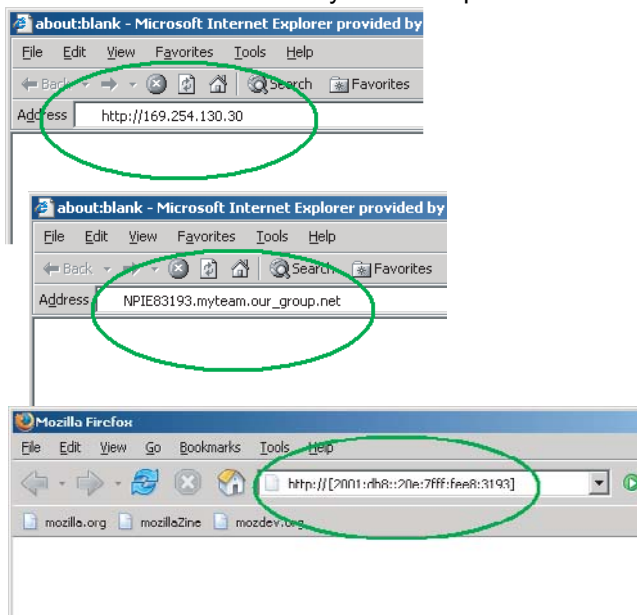 about:blank - Microsoft Internet Explorer provided by
File Edit View Favorites Tools Help
Back Search Favorites
Address http://169.254.130.30
about:blank - Microsoft Internet Explorer provided by
File Edit View Favorites Tools Help
Back Search Favorites
Address NPIE83193.myteam.our_group.net
Mozilla Firefox
File Edit View Go Bookmarks Tools Help
http://[2001:db8::20e:7fff:fee8:3193]
mozilla.org mozillaZine mozdev.org